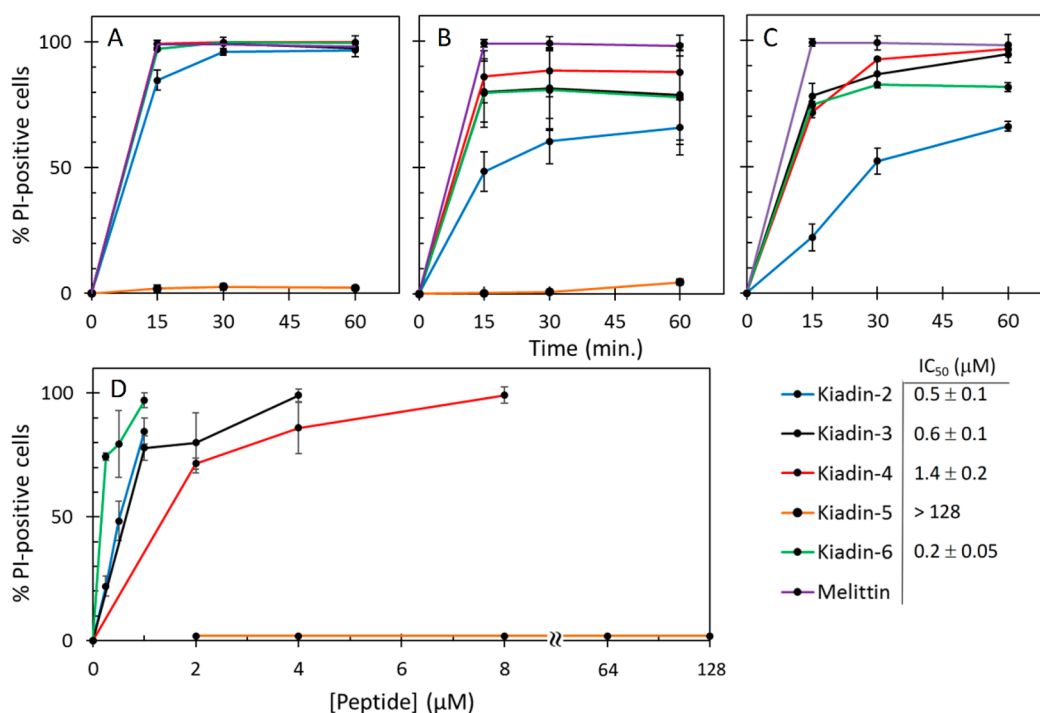 A B C
% PI-positive cells
100
50
0
0 15 30 45 60 0 15 30 45 60 0 15 30 45 60
Time (min.)
D
% PI-positive cells
100
50
0
0 2 4 6 8 64 128
[Peptide] (μM)
IC₅₀ (μM)
Kiadin-2 0.5 ± 0.1
Kiadin-3 0.6 ± 0.1
Kiadin-4 1.4 ± 0.2
Kiadin-5 > 128
Kiadin-6 0.2 ± 0.05
Melittin